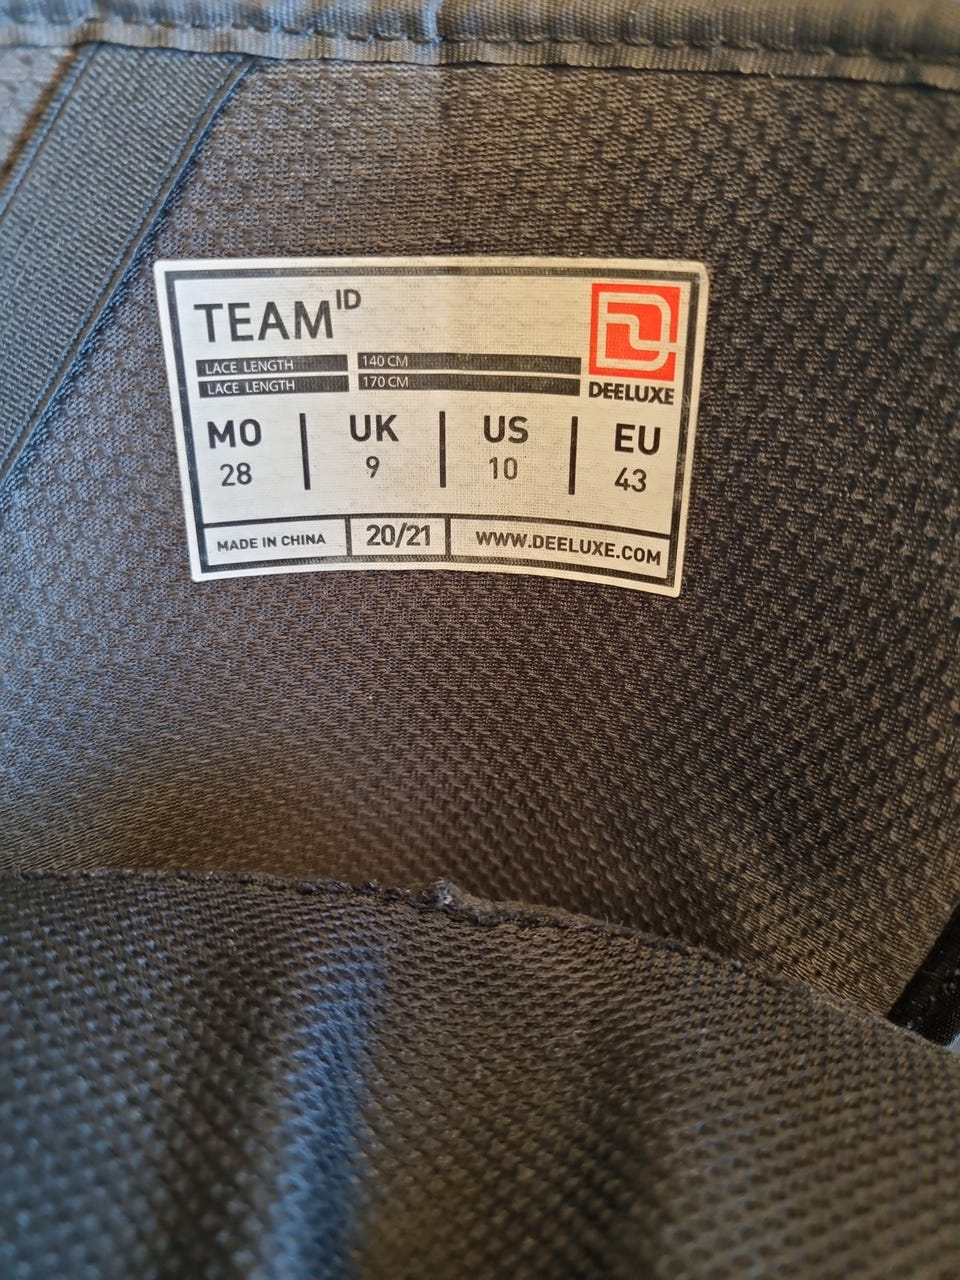 TEAM ID
DEELUXE
LACE LENGTH 140 CM
LACE LENGTH 170 CM
MO UK US EU
28 9 10 43
MADE IN CHINA 20/21 WWW.DEELUXE.COM